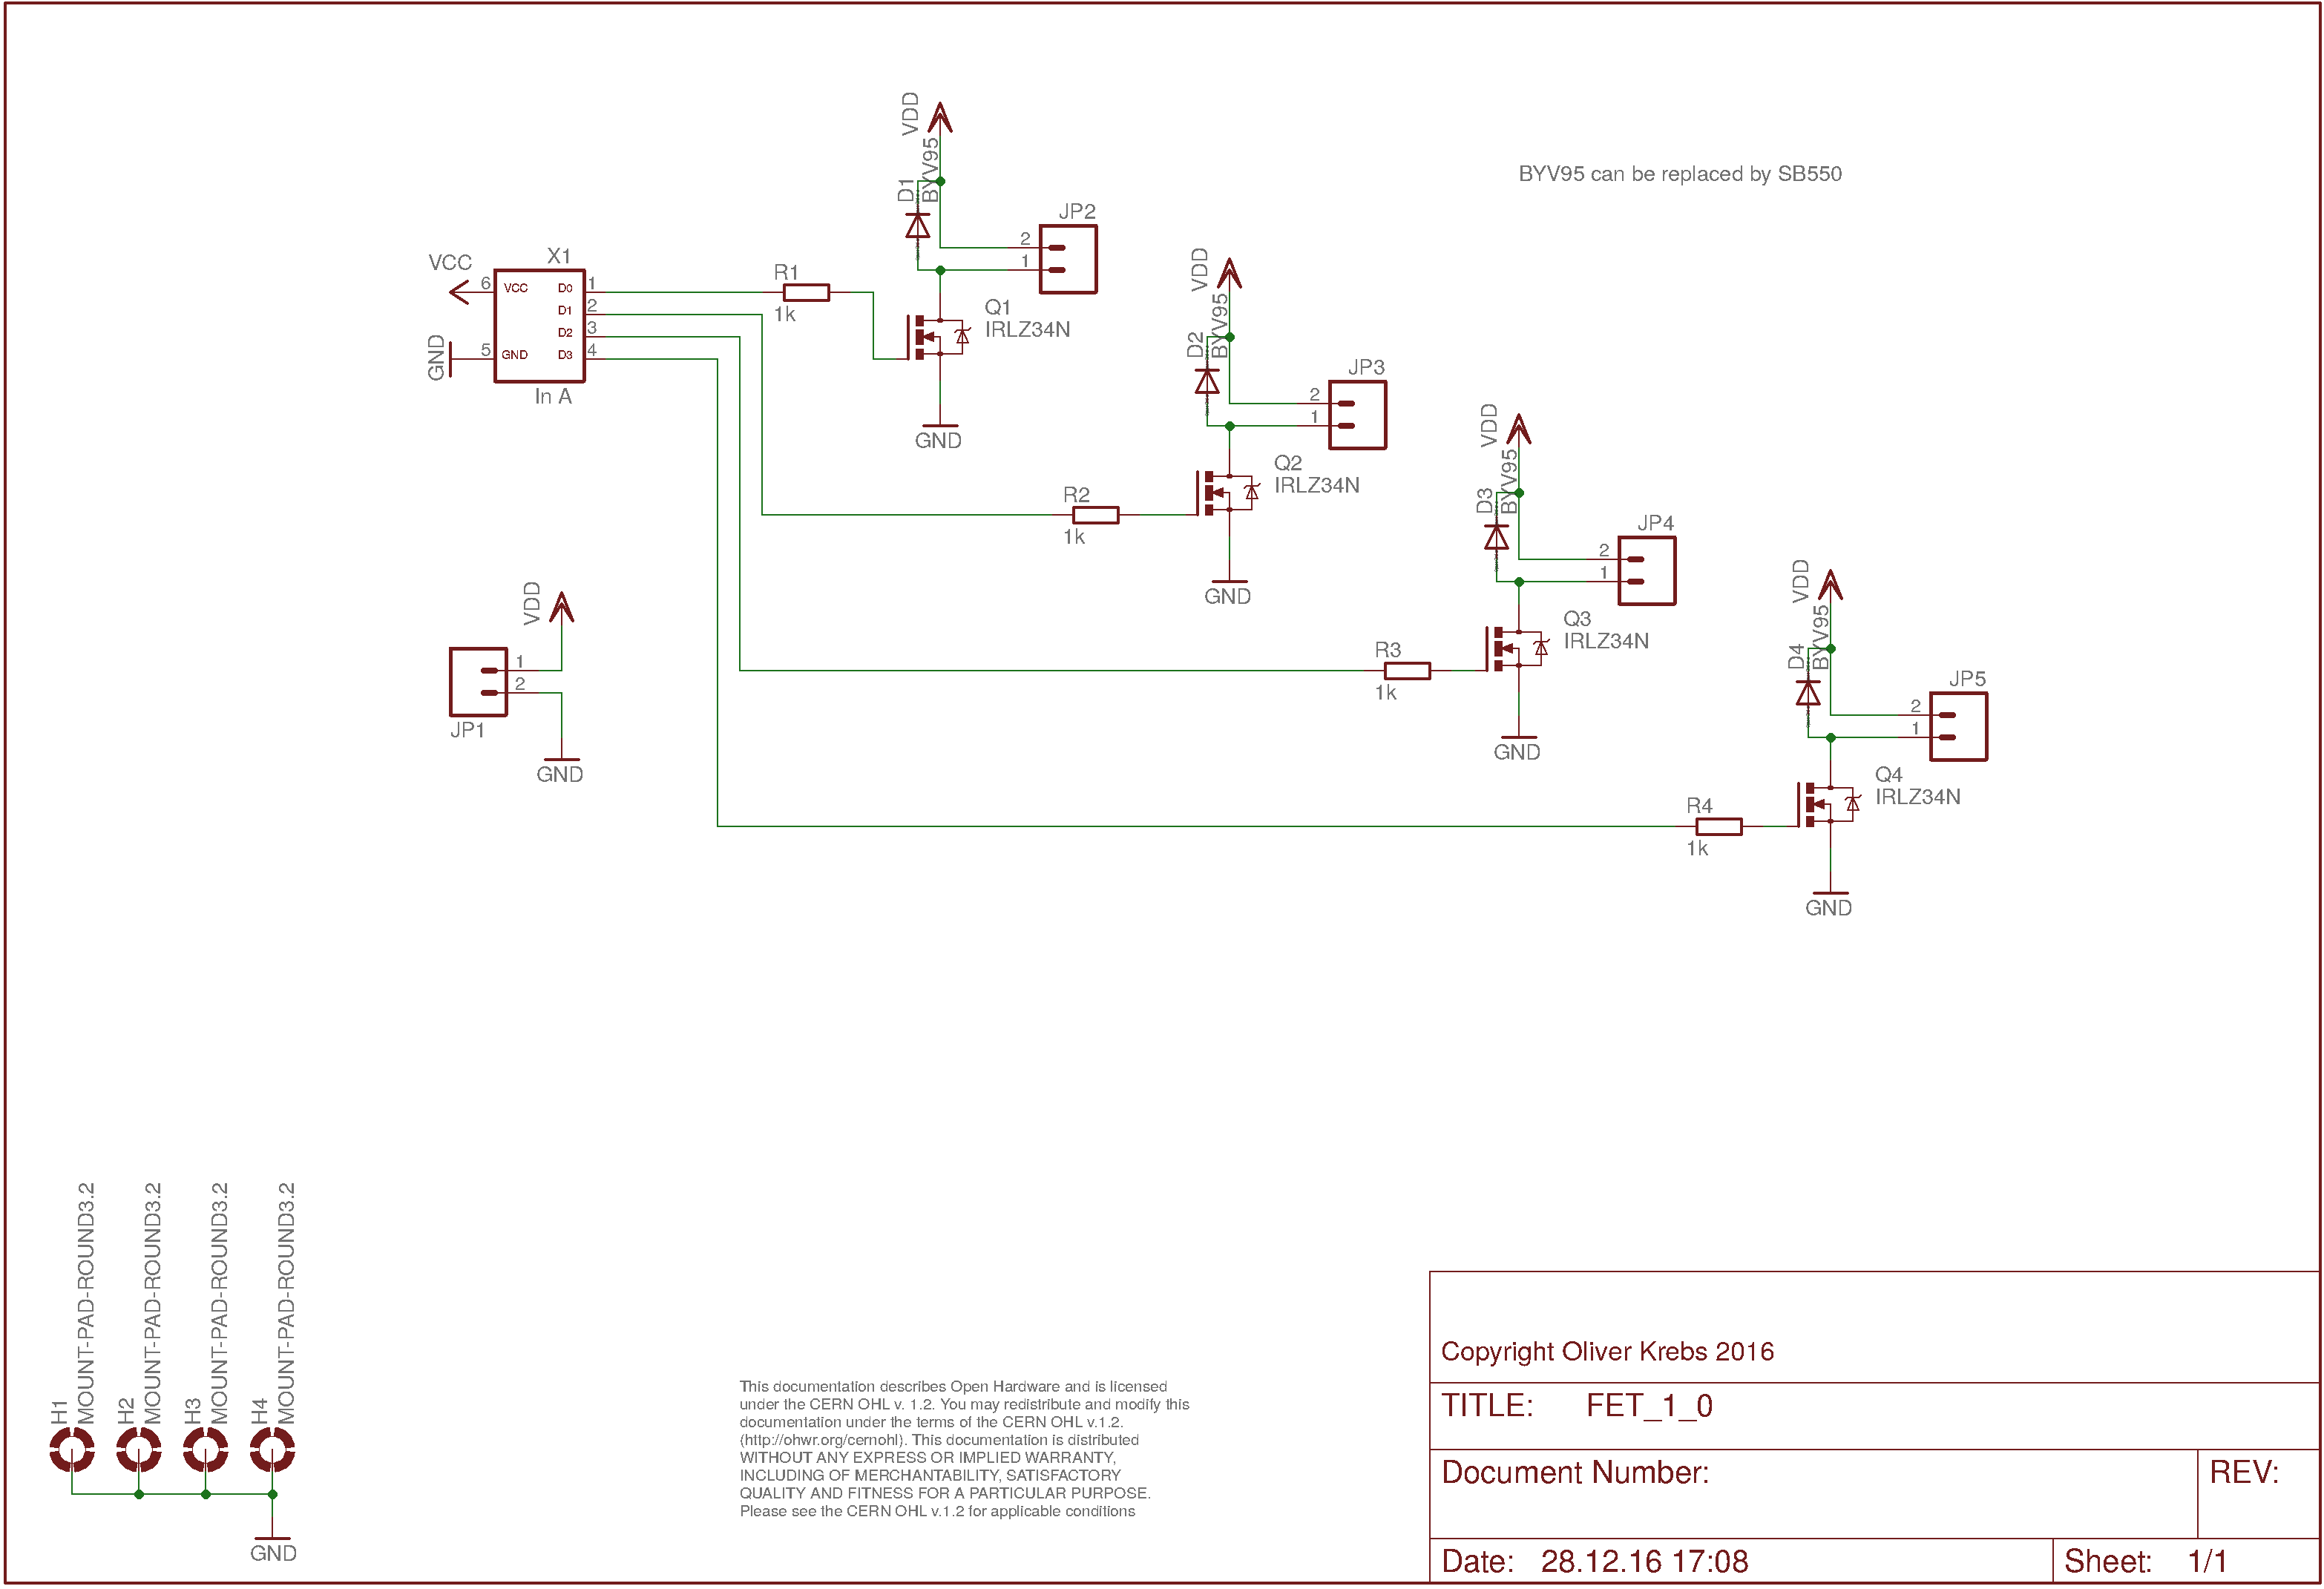 VDD
BYV95
D1
BYV95 can be replaced by SB550
JP2
2
1
X1
VCC
6
VCC
D0
1
D1
2
D2
3
GND
5
GND
D3
4
In A
R1
1k
Q1
IRLZ34N
GND
VDD
BYV95
D2
JP3
2
1
Q2
IRLZ34N
R2
1k
GND
VDD
BYV95
D3
JP4
2
1
Q3
IRLZ34N
R3
1k
GND
VDD
BYV95
D4
JP5
2
1
Q4
IRLZ34N
R4
1k
GND
VDD
1
2
JP1
GND
H1
MOUNT-PAD-ROUND3.2
H2
MOUNT-PAD-ROUND3.2
H3
MOUNT-PAD-ROUND3.2
H4
MOUNT-PAD-ROUND3.2
GND
This documentation describes Open Hardware and is licensed
under the CERN OHL v. 1.2. You may redistribute and modify this
documentation under the terms of the CERN OHL v.1.2.
(http://ohwr.org/cernohl). This documentation is distributed
WITHOUT ANY EXPRESS OR IMPLIED WARRANTY,
INCLUDING OF MERCHANTABILITY, SATISFACTORY
QUALITY AND FITNESS FOR A PARTICULAR PURPOSE.
Please see the CERN OHL v.1.2 for applicable conditions
Copyright Oliver Krebs 2016
TITLE: FET_1_0
Document Number:
REV:
Date: 28.12.16 17:08
Sheet: 1/1